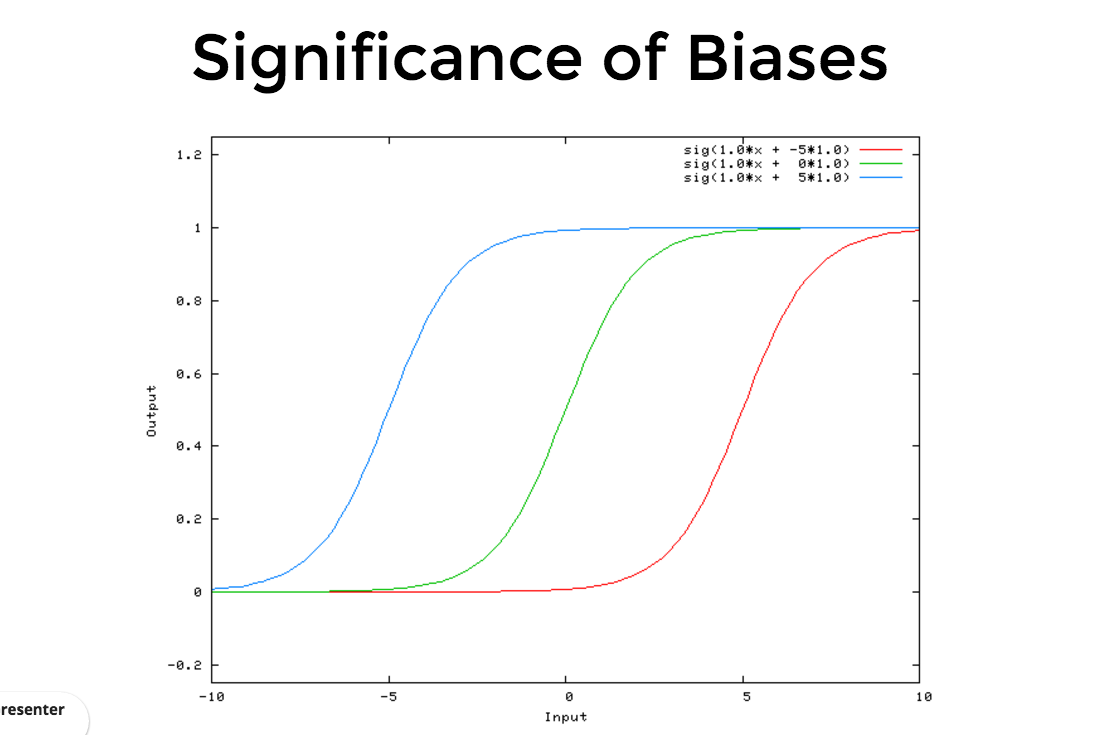 Significance of Biases
sig(1.0*x + -5*1.0)
sig(1.0*x +  0*1.0)
sig(1.0*x +  5*1.0)
1.2
1
0.8
0.6
0.4
0.2
0
-0.2
Output
-10
-5
0
5
10
Input
resenter